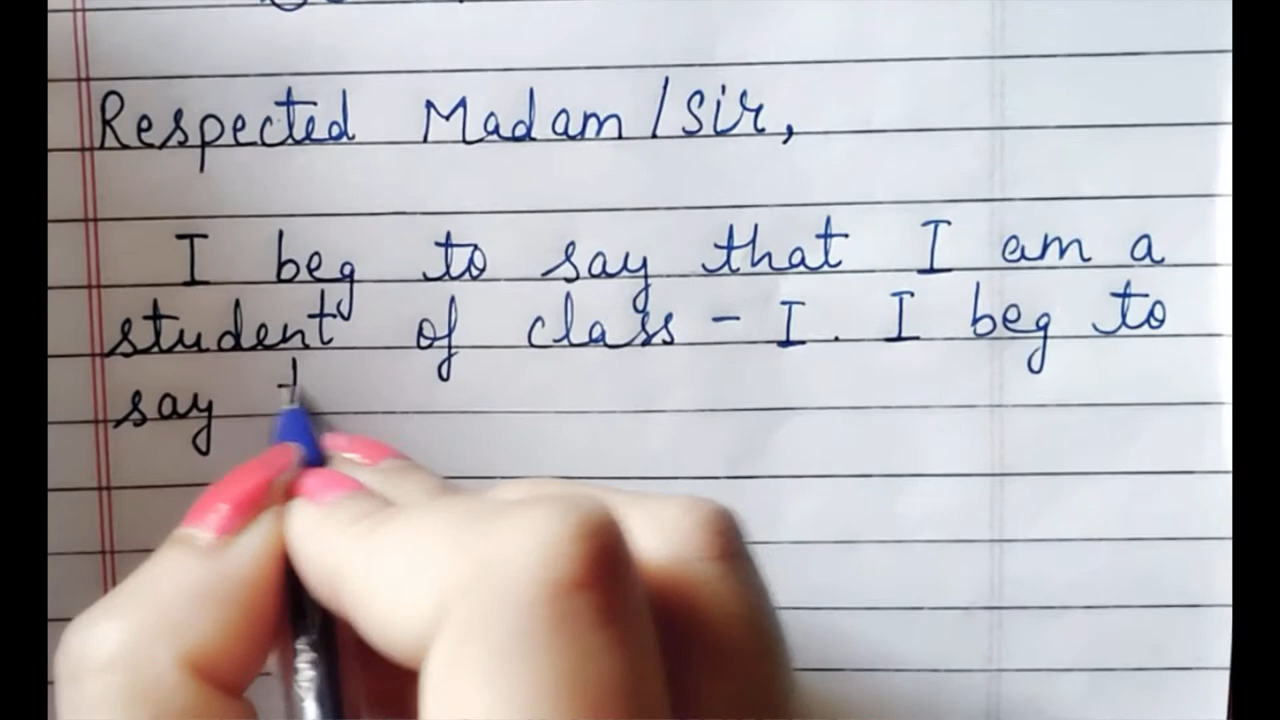 Respected Madam/Sir,
I beg to say that I am a
student of class - I. I beg to
say t